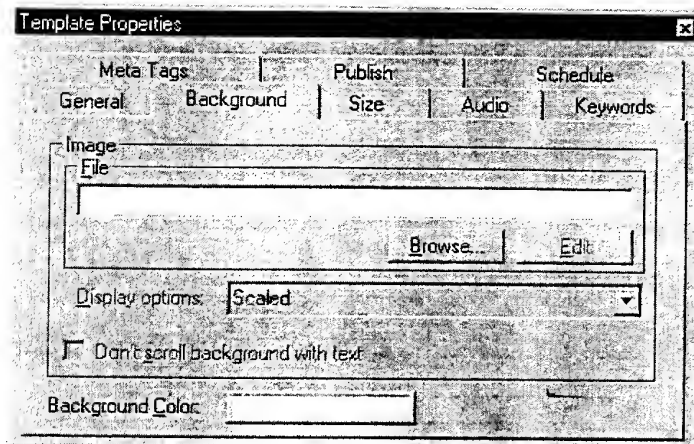 Template Properties
Meta Tags Publish Schedule
General Background Size Audio Keywords
Image
File
Browse... Edit
Display options: Scaled
Don't scroll background with text
Background Color: